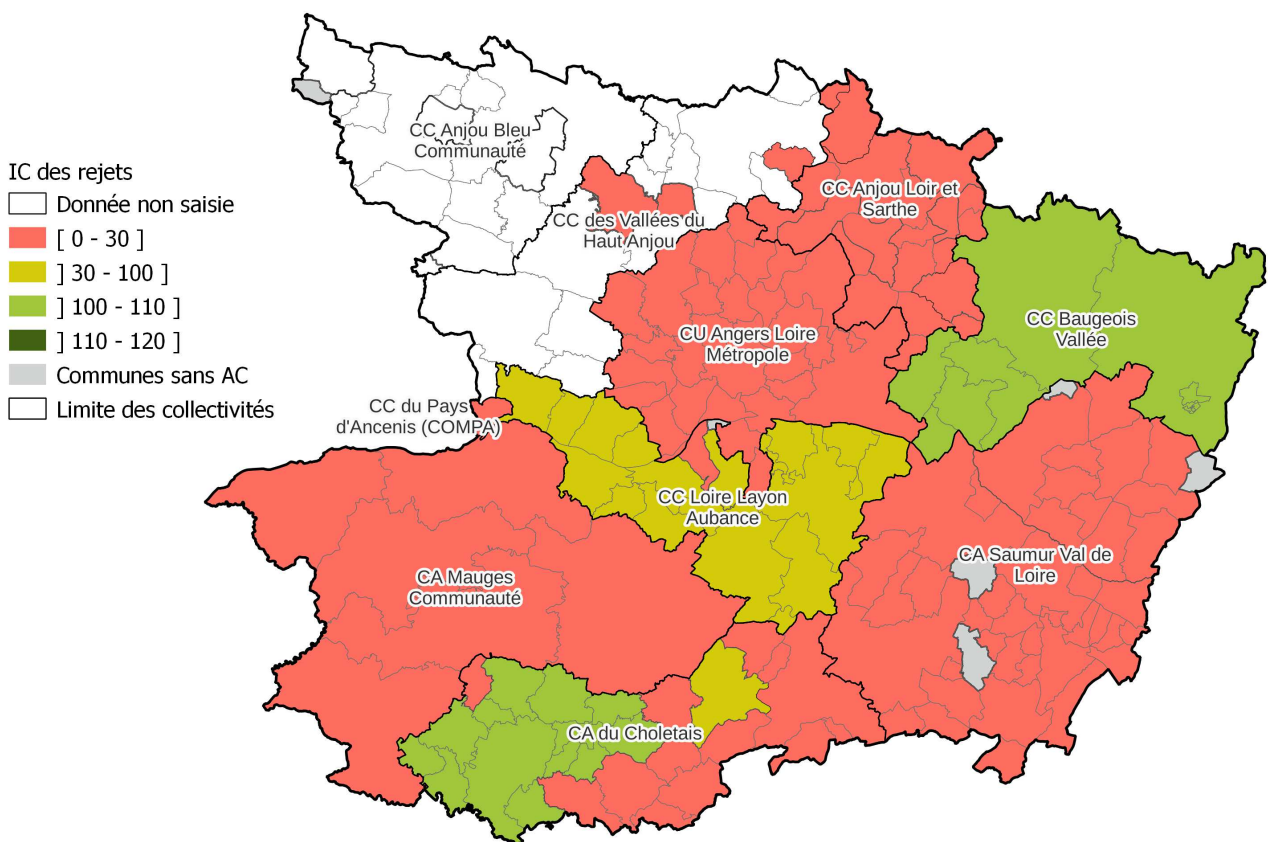 IC des rejets
Donnée non saisie
[ 0 - 30 ]
] 30 - 100 ]
] 100 - 110 ]
] 110 - 120 ]
Communes sans AC
Limite des collectivités
CC Anjou Bleu
Communauté
CC des Vallées du
Haut Anjou
CC Anjou Loir et
Sarthe
CU Angers Loire
Métropole
CC Baugeois
Vallée
CC du Pays
d'Ancenis (COMPA)
CC Loire Layon
Aubance
CA Mauges
Communauté
CA Saumur Val de
Loire
CA du Choletais